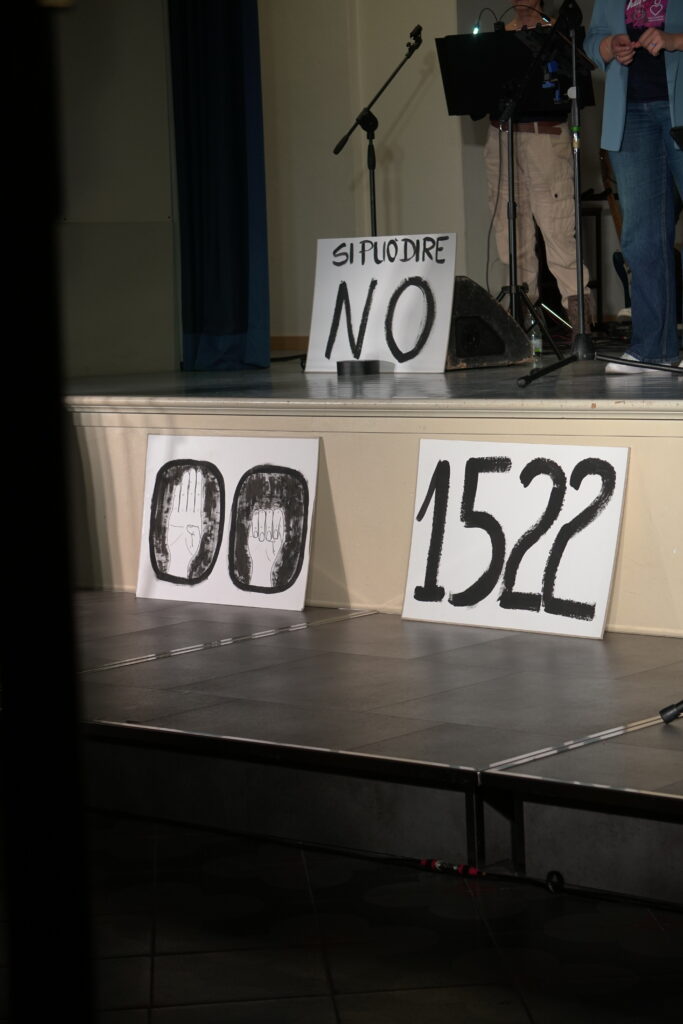 SI PUÒ DIRE
NO
1522